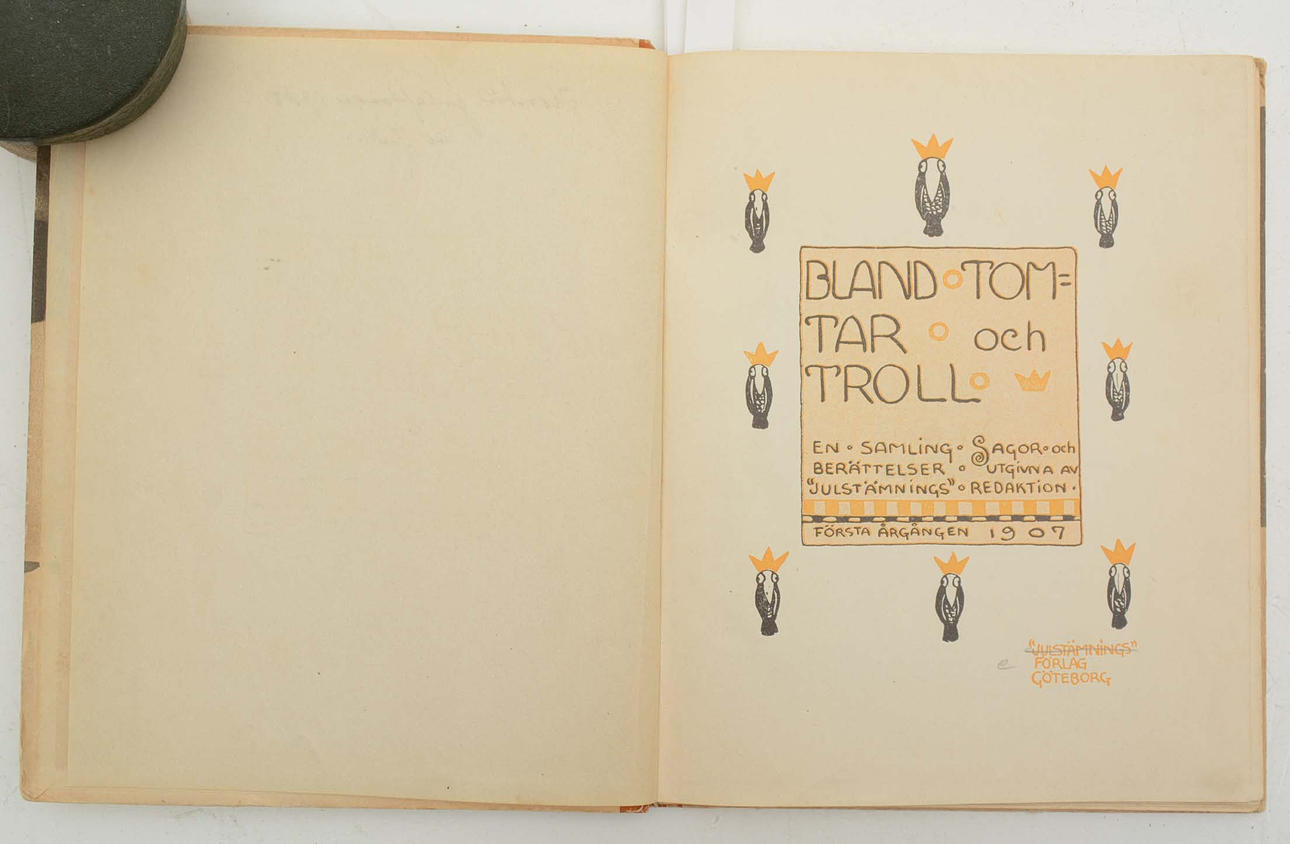 BLAND TOM=
TAR och
TROLL
EN · SAMLING · SAGOR · och
BERÄTTELSER · UTGIVNA AV
"JULSTÄMNINGS" · REDAKTION ·
FÖRSTA ÅRGÅNGEN 1907
"JULSTÄMNINGS"
FÖRLAG
GÖTEBORG